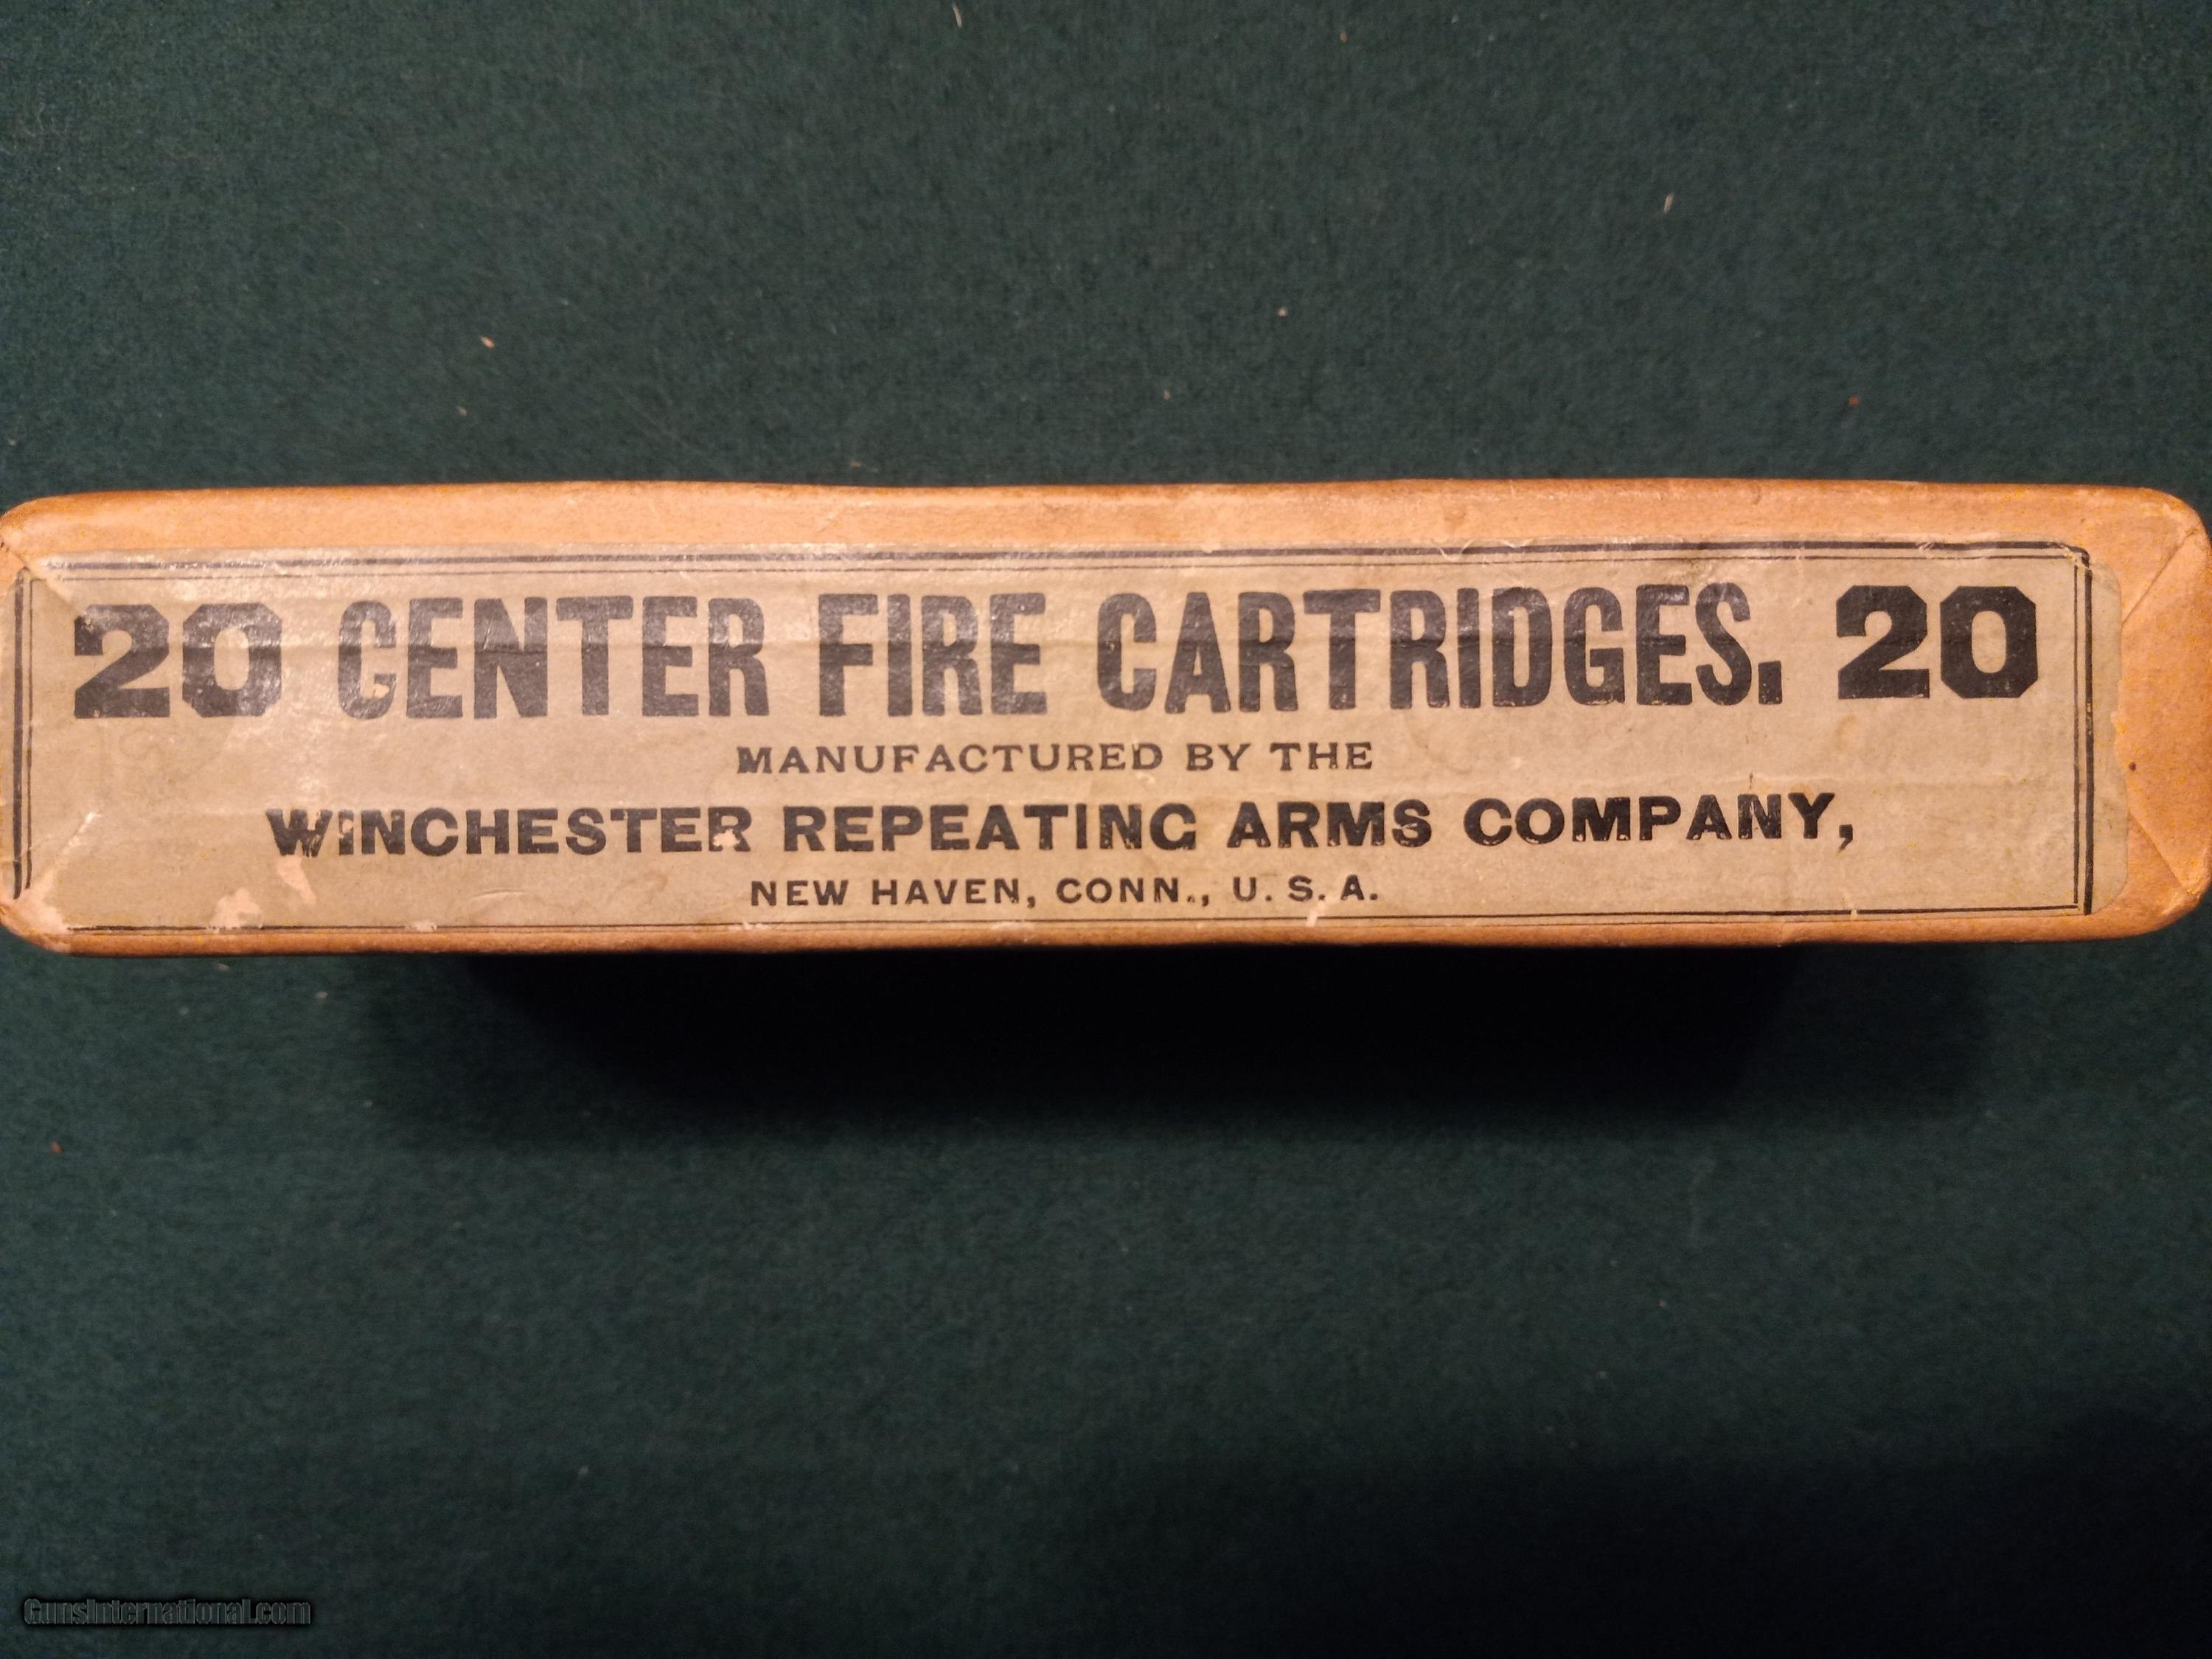 20 CENTER FIRE CARTRIDGES. 20
MANUFACTURED BY THE
WINCHESTER REPEATING ARMS COMPANY,
NEW HAVEN, CONN., U. S. A.
GunsInternational.com